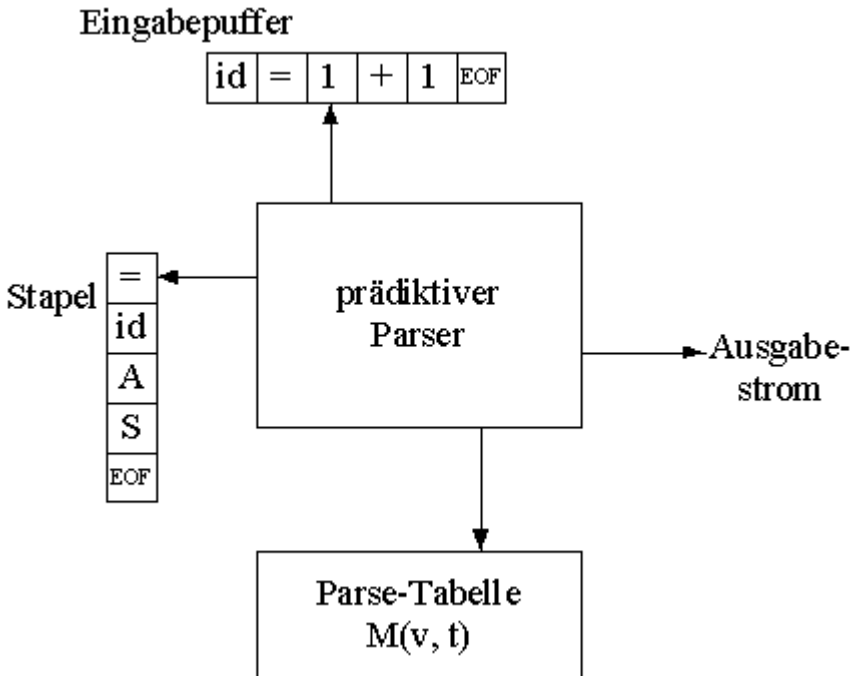 Eingabepuffer
id = 1 + 1 EOF
Stapel
=
id
A
S
EOF
prädiktiver
Parser
Ausgabe-
strom
Parse-Tabelle
M(v, t)